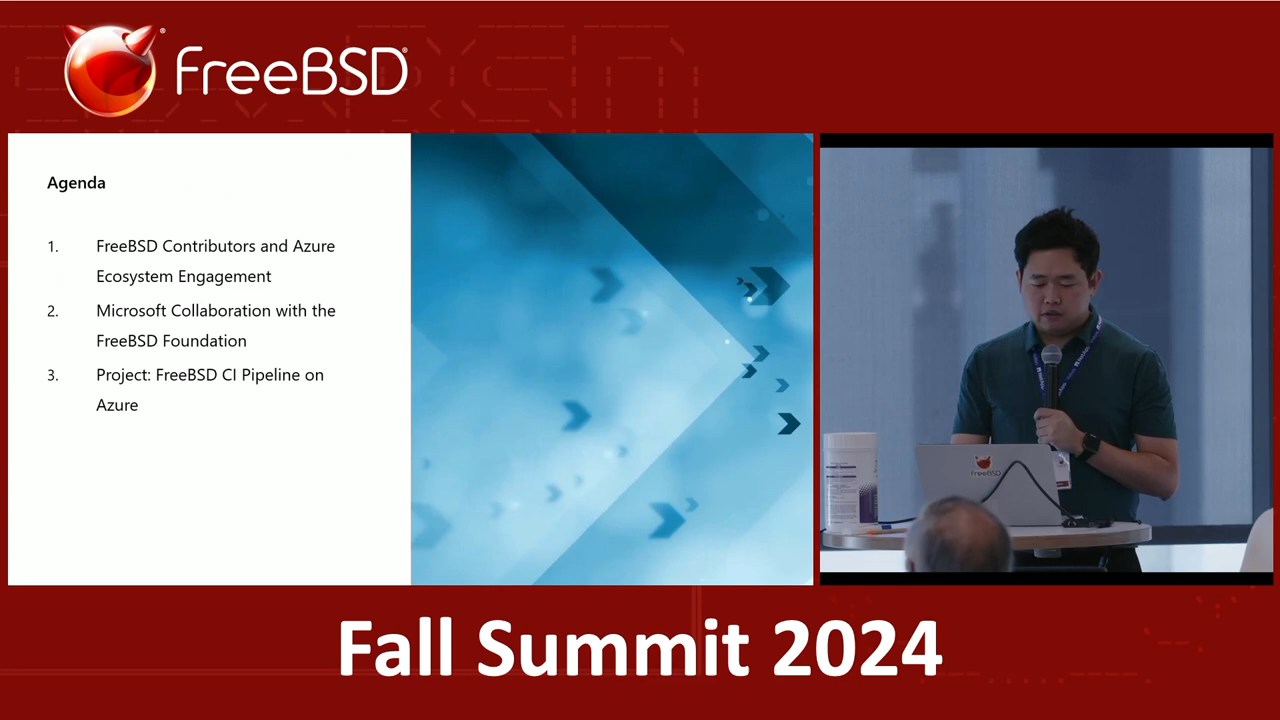 FreeBSD
Agenda
1. FreeBSD Contributors and Azure
Ecosystem Engagement
2. Microsoft Collaboration with the
FreeBSD Foundation
3. Project: FreeBSD CI Pipeline on
Azure
FreeBSD
Fall Summit 2024